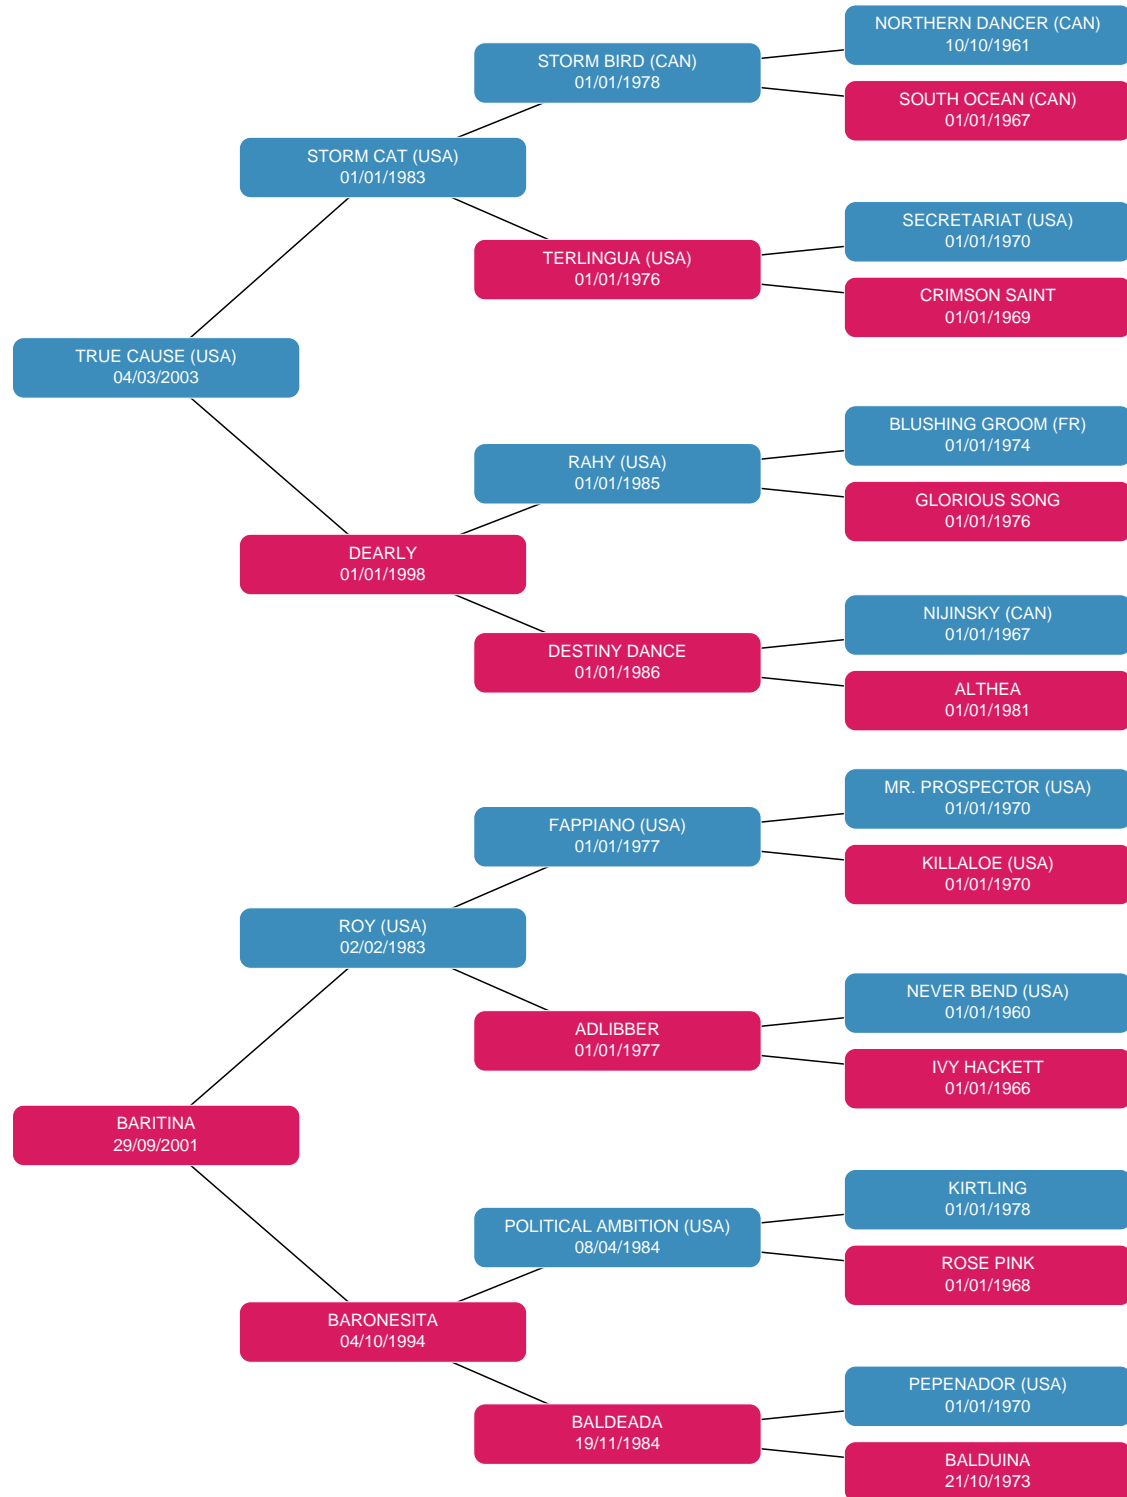 NORTHERN DANCER (CAN)
10/10/1961
STORM BIRD (CAN)
01/01/1978
SOUTH OCEAN (CAN)
01/01/1967
STORM CAT (USA)
01/01/1983
SECRETARIAT (USA)
01/01/1970
TERLINGUA (USA)
01/01/1976
CRIMSON SAINT
01/01/1969
TRUE CAUSE (USA)
04/03/2003
BLUSHING GROOM (FR)
01/01/1974
RAHY (USA)
01/01/1985
GLORIOUS SONG
01/01/1976
DEARLY
01/01/1998
NIJINSKY (CAN)
01/01/1967
DESTINY DANCE
01/01/1986
ALTHEA
01/01/1981
MR. PROSPECTOR (USA)
01/01/1970
FAPPIANO (USA)
01/01/1977
KILLALOE (USA)
01/01/1970
ROY (USA)
02/02/1983
NEVER BEND (USA)
01/01/1960
ADLIBBER
01/01/1977
IVY HACKETT
01/01/1966
BARITINA
29/09/2001
KIRTLING
01/01/1978
POLITICAL AMBITION (USA)
08/04/1984
ROSE PINK
01/01/1968
BARONESITA
04/10/1994
PEPENADOR (USA)
01/01/1970
BALDEADA
19/11/1984
BALDUINA
21/10/1973